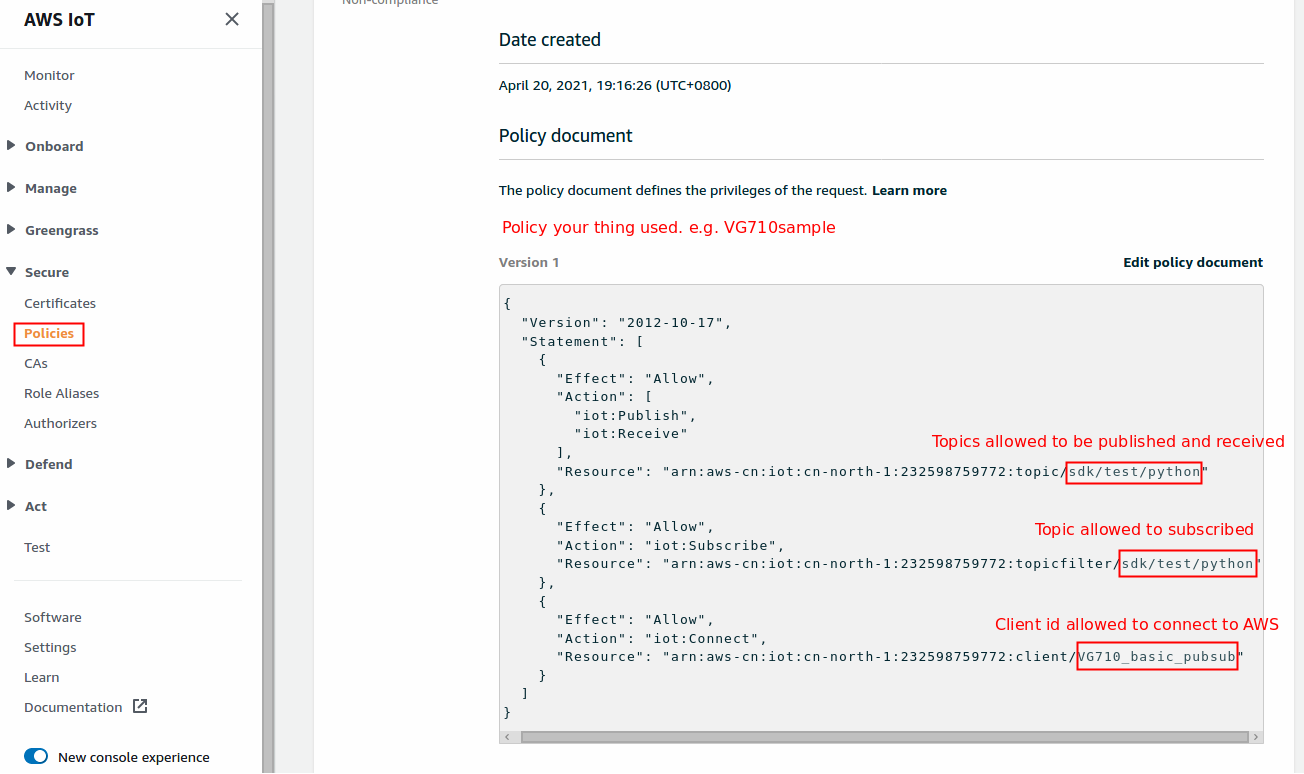 AWS IoT
Monitor
Activity
Onboard
Manage
Greengrass
Secure
Certificates
Policies
CAs
Role Aliases
Authorizers
Defend
Act
Test
Software
Settings
Learn
Documentation
New console experience
Non-compliance
Date created
April 20, 2021, 19:16:26 (UTC+0800)
Policy document
The policy document defines the privileges of the request. Learn more
Policy your thing used. e.g. VG710sample
Version 1
Edit policy document
{
"Version": "2012-10-17",
"Statement": [
{
"Effect": "Allow",
"Action": [
"iot:Publish",
"iot:Receive"
],
Topics allowed to be published and received
"Resource": "arn:aws-cn:iot:cn-north-1:232598759772:topic/sdk/test/python"
},
{
"Effect": "Allow",
Topic allowed to subscribed
"Action": "iot:Subscribe",
"Resource": "arn:aws-cn:iot:cn-north-1:232598759772:topicfilter/sdk/test/python"
},
{
"Effect": "Allow",
Client id allowed to connect to AWS
"Action": "iot:Connect",
"Resource": "arn:aws-cn:iot:cn-north-1:232598759772:client/VG710_basic_pubsub"
}
]
}